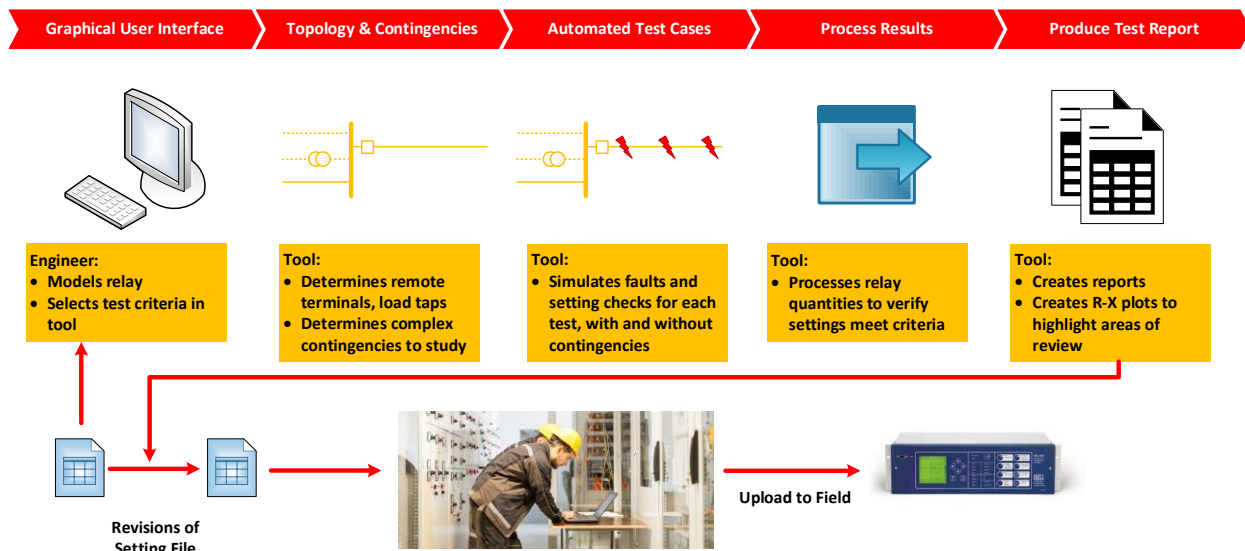 Graphical User Interface
Topology & Contingencies
Automated Test Cases
Process Results
Produce Test Report
Engineer:
• Models relay
• Selects test criteria in
tool
Tool:
• Determines remote
terminals, load taps
• Determines complex
contingencies to study
Tool:
• Simulates faults and
setting checks for each
test, with and without
contingencies
Tool:
• Processes relay
quantities to verify
settings meet criteria
Tool:
• Creates reports
• Creates R-X plots to
highlight areas of
review
Upload to Field
Revisions of
Setting File